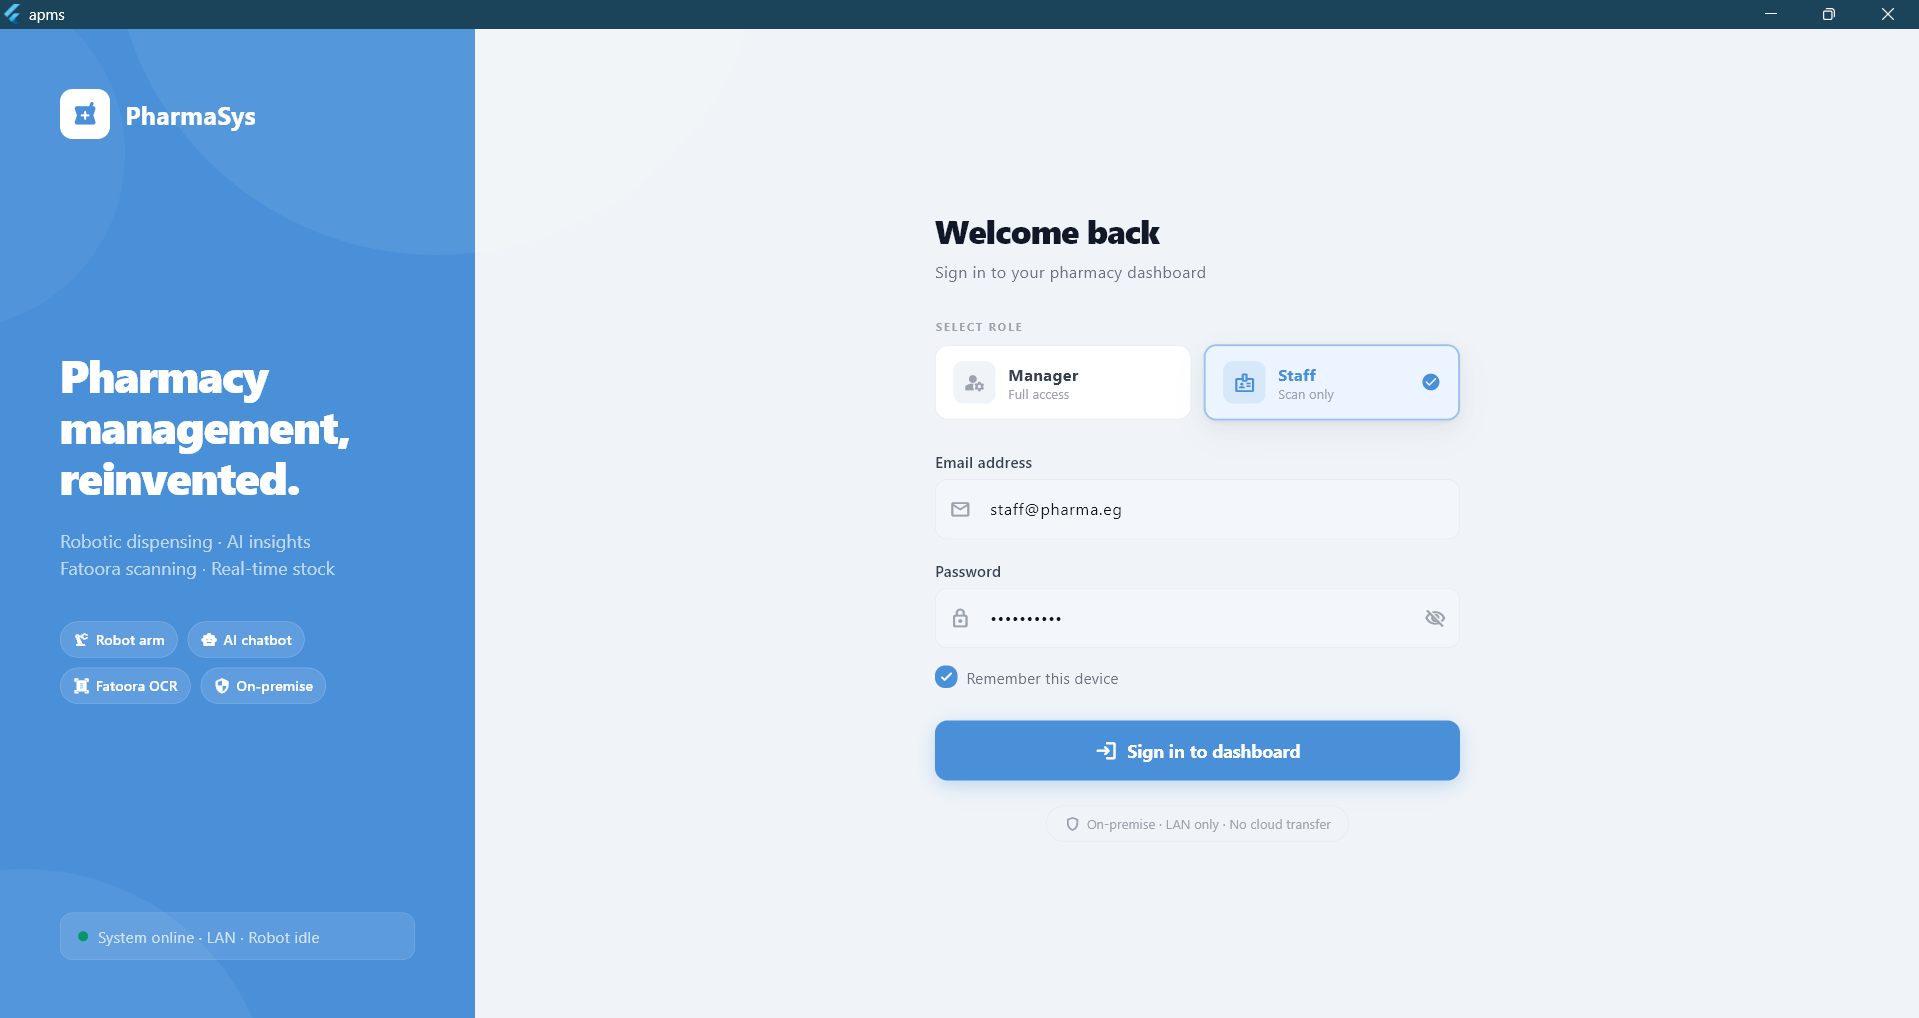 apms
PharmaSys
Pharmacy
management,
reinvented.
Robotic dispensing · AI insights
Fatoora scanning · Real-time stock
Robot arm
AI chatbot
Fatoora OCR
On-premise
System online · LAN · Robot idle
Welcome back
Sign in to your pharmacy dashboard
SELECT ROLE
Manager
Full access
Staff
Scan only
Email address
staff@pharma.eg
Password
••••••••••
Remember this device
Sign in to dashboard
On-premise · LAN only · No cloud transfer